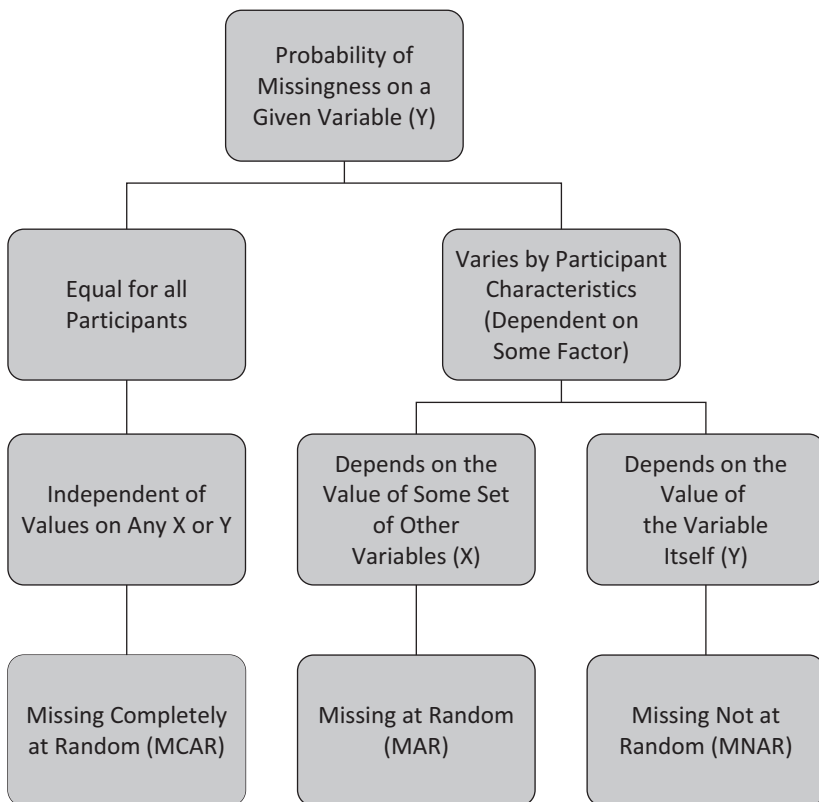 Probability of
Missingness on a
Given Variable (Y)
Equal for all
Participants
Varies by Participant
Characteristics
(Dependent on
Some Factor)
Independent of
Values on Any X or Y
Depends on the
Value of Some Set
of Other
Variables (X)
Depends on the
Value of
the Variable
Itself (Y)
Missing Completely
at Random (MCAR)
Missing at Random
(MAR)
Missing Not at
Random (MNAR)